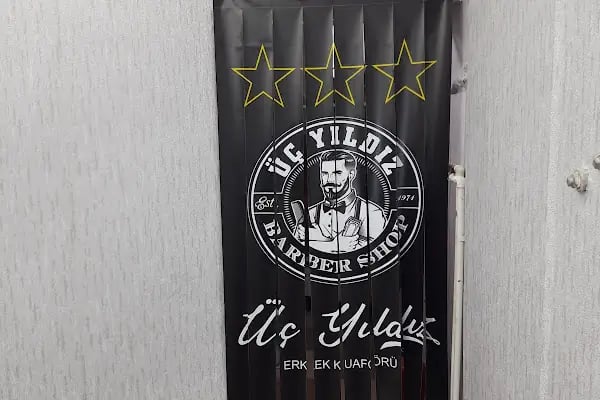 ÜÇ YILDIZ
Est. 1974
BARBER SHOP
Üç Yıldız
ERKEK KUAFÖRÜ